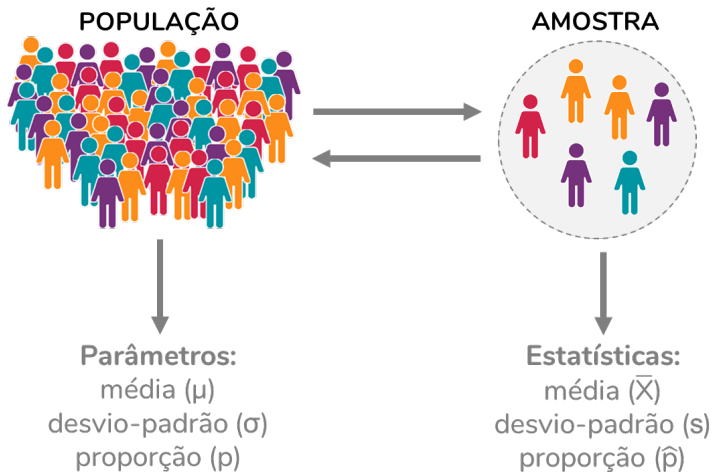 POPULAÇÃO
AMOSTRA
Parâmetros:
média (μ)
desvio-padrão (σ)
proporção (p)
Estatísticas:
média (X̅)
desvio-padrão (s)
proporção (p̂)